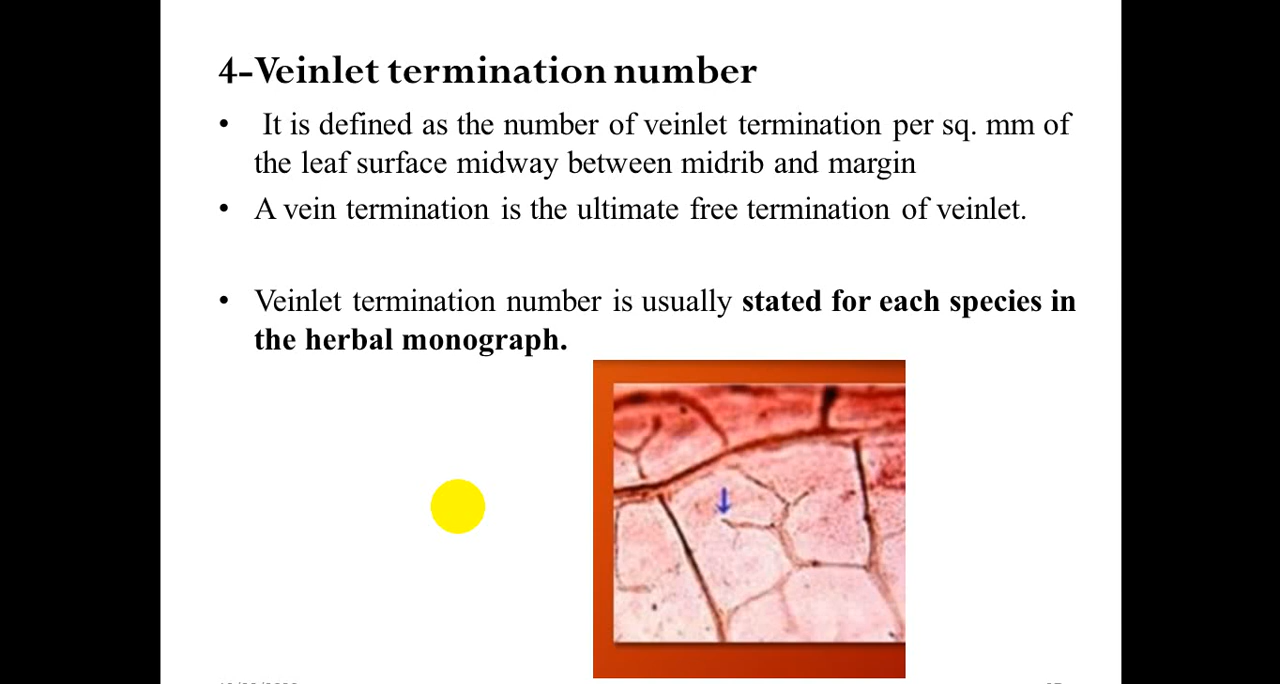 4-Veinlet termination number
• It is defined as the number of veinlet termination per sq. mm of
the leaf surface midway between midrib and margin
• A vein termination is the ultimate free termination of veinlet.
• Veinlet termination number is usually stated for each species in
the herbal monograph.